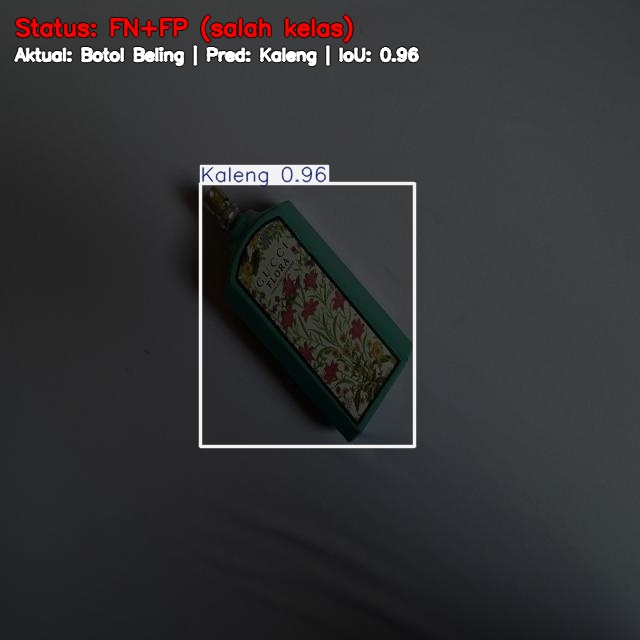 Status: FN+FP (salah kelas)
Aktual: Botol Beling | Pred: Kaleng | IoU: 0.96
Kaleng 0.96
GUCCI
FLORA